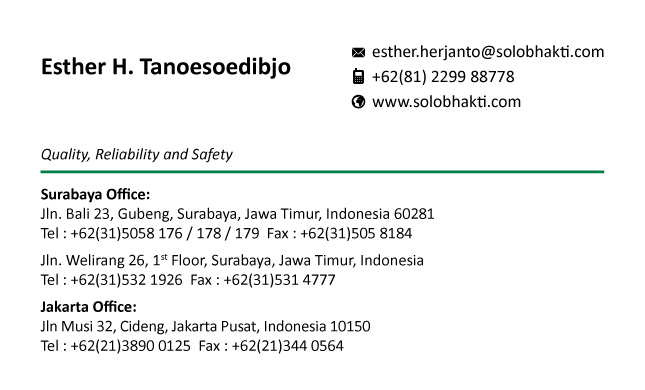 Esther H. Tanoesoedibjo
esther.herjanto@solobhakti.com
+62(81) 2299 88778
www.solobhakti.com
Quality, Reliability and Safety
Surabaya Office:
Jln. Bali 23, Gubeng, Surabaya, Jawa Timur, Indonesia 60281
Tel : +62(31)5058 176 / 178 / 179  Fax : +62(31)505 8184
Jln. Welirang 26, 1st Floor, Surabaya, Jawa Timur, Indonesia
Tel : +62(31)532 1926  Fax : +62(31)531 4777
Jakarta Office:
Jln Musi 32, Cideng, Jakarta Pusat, Indonesia 10150
Tel : +62(21)3890 0125  Fax : +62(21)344 0564